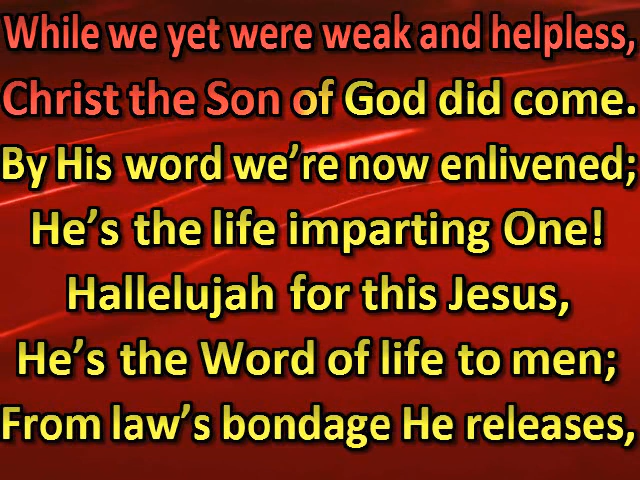 While we yet were weak and helpless,
Christ the Son of God did come.
By His word we’re now enlivened;
He’s the life imparting One!
Hallelujah for this Jesus,
He’s the Word of life to men;
From law’s bondage He releases,